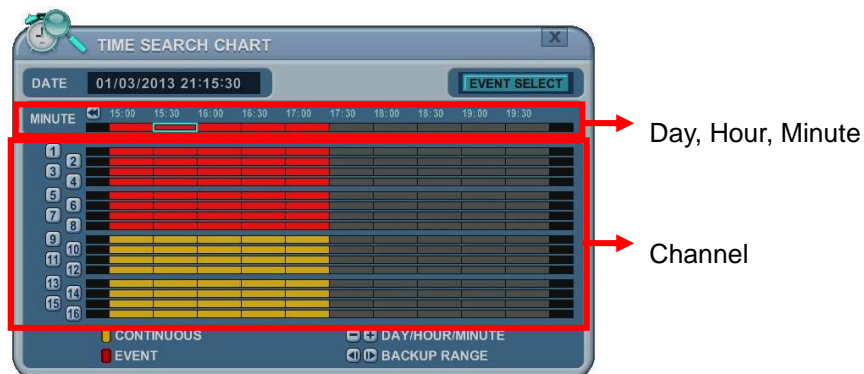 TIME SEARCH CHART X
DATE 01/03/2013 21:15:30 EVENT SELECT
MINUTE 15:00 15:30 16:00 16:30 17:00 17:30 18:00 18:30 19:00 19:30
Day, Hour, Minute
1
2
3
4
5
6
7
8
9
10
11
12
13
14
15
16
Channel
CONTINUOUS DAY/HOUR/MINUTE
EVENT BACKUP RANGE